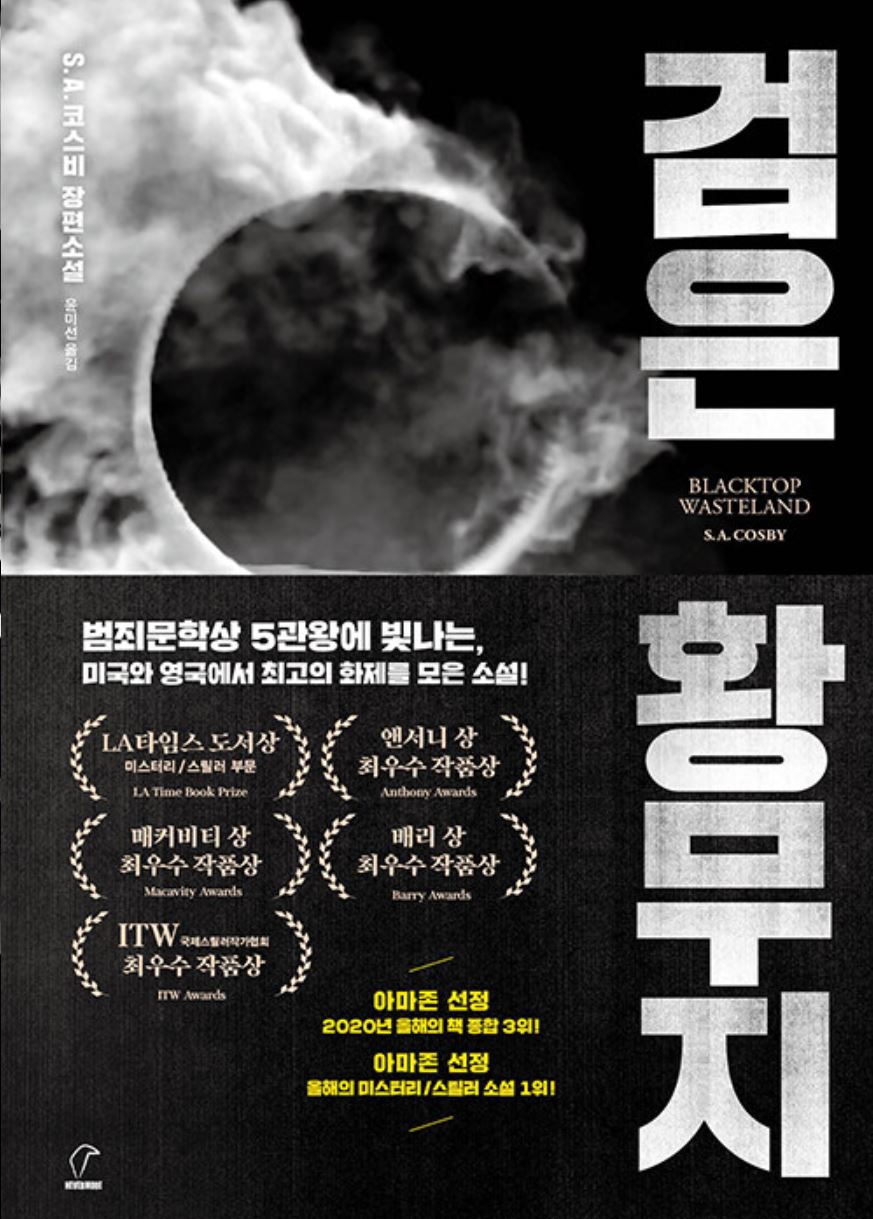 검은
황무지
S.A.코스비 장편소설
윤미선 옮김
BLACKTOP
WASTELAND
S.A. COSBY
범죄문학상 5관왕에 빛나는,
미국와 영국에서 최고의 화제를 모은 소설!
LA타임스 도서상
미스터리/스릴러 부문
LA Time Book Prize
앤서니 상
최우수 작품상
Anthony Awards
매커비티 상
최우수 작품상
Macavity Awards
배리 상
최우수 작품상
Barry Awards
ITW 국제스릴러작가협회
최우수 작품상
ITW Awards
아마존 선정
2020년 올해의 책 종합 3위!
아마존 선정
올해의 미스터리/스릴러 소설 1위!
NEVERMORE